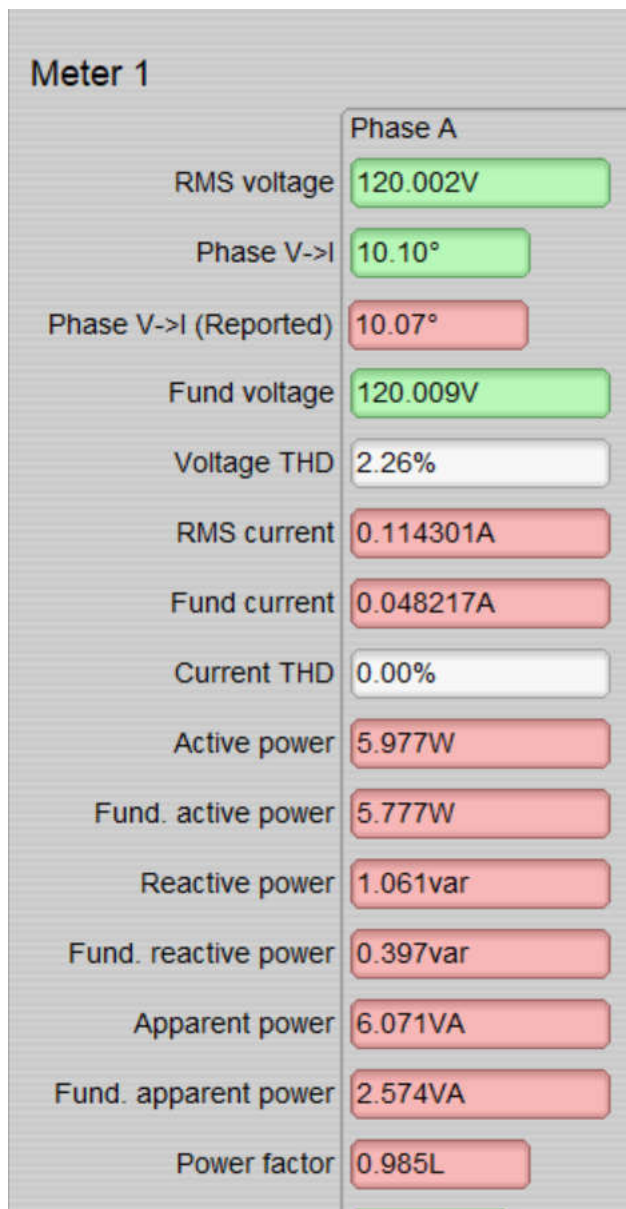 Meter 1
Phase A
RMS voltage 120.002V
Phase V->I 10.10°
Phase V->I (Reported) 10.07°
Fund voltage 120.009V
Voltage THD 2.26%
RMS current 0.114301A
Fund current 0.048217A
Current THD 0.00%
Active power 5.977W
Fund. active power 5.777W
Reactive power 1.061var
Fund. reactive power 0.397var
Apparent power 6.071VA
Fund. apparent power 2.574VA
Power factor 0.985L